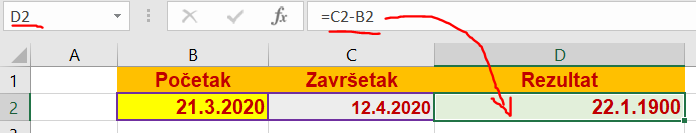 D2 fx =C2-B2
A B C D
1 Početak Završetak Rezultat
2 21.3.2020 12.4.2020 22.1.1900